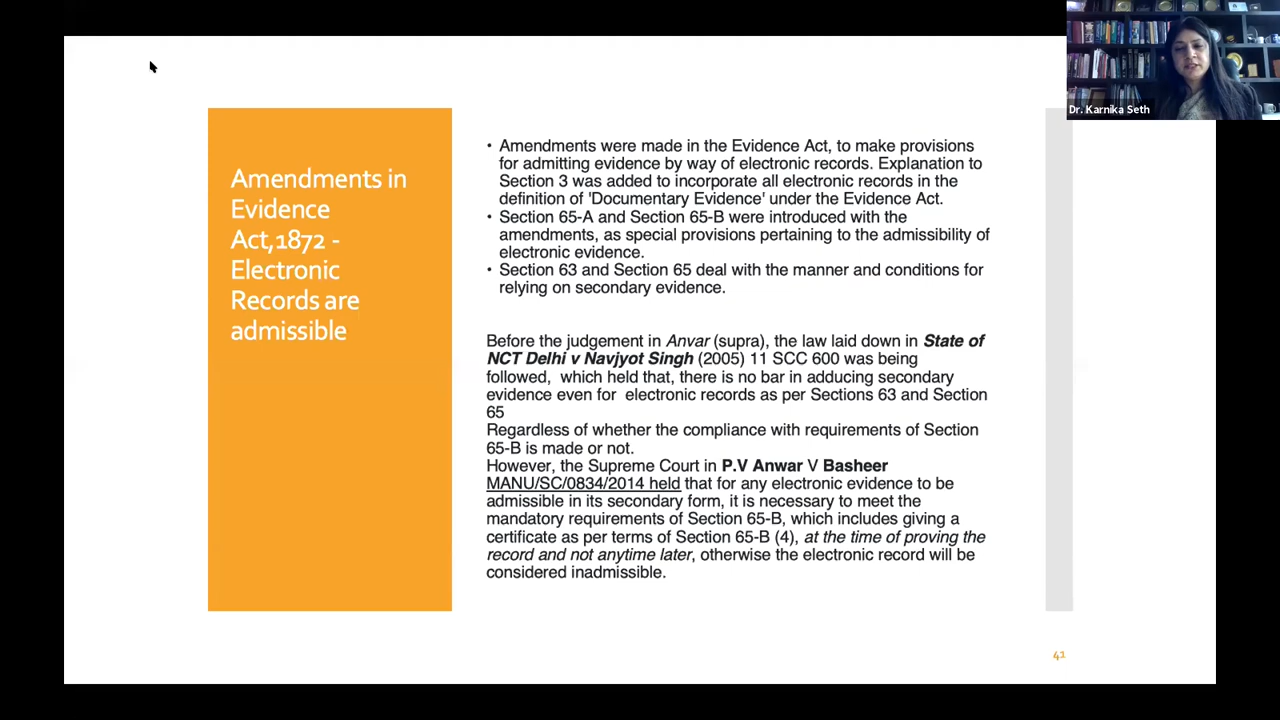 Dr. Karnika Seth
Amendments in
Evidence
Act,1872 -
Electronic
Records are
admissible
• Amendments were made in the Evidence Act, to make provisions
for admitting evidence by way of electronic records. Explanation to
Section 3 was added to incorporate all electronic records in the
definition of 'Documentary Evidence' under the Evidence Act.
• Section 65-A and Section 65-B were introduced with the
amendments, as special provisions pertaining to the admissibility of
electronic evidence.
• Section 63 and Section 65 deal with the manner and conditions for
relying on secondary evidence.
Before the judgement in Anvar (supra), the law laid down in State of
NCT Delhi v Navjyot Singh (2005) 11 SCC 600 was being
followed, which held that, there is no bar in adducing secondary
evidence even for electronic records as per Sections 63 and Section
65
Regardless of whether the compliance with requirements of Section
65-B is made or not.
However, the Supreme Court in P.V Anwar V Basheer
MANU/SC/0834/2014 held that for any electronic evidence to be
admissible in its secondary form, it is necessary to meet the
mandatory requirements of Section 65-B, which includes giving a
certificate as per terms of Section 65-B (4), at the time of proving the
record and not anytime later, otherwise the electronic record will be
considered inadmissible.
41